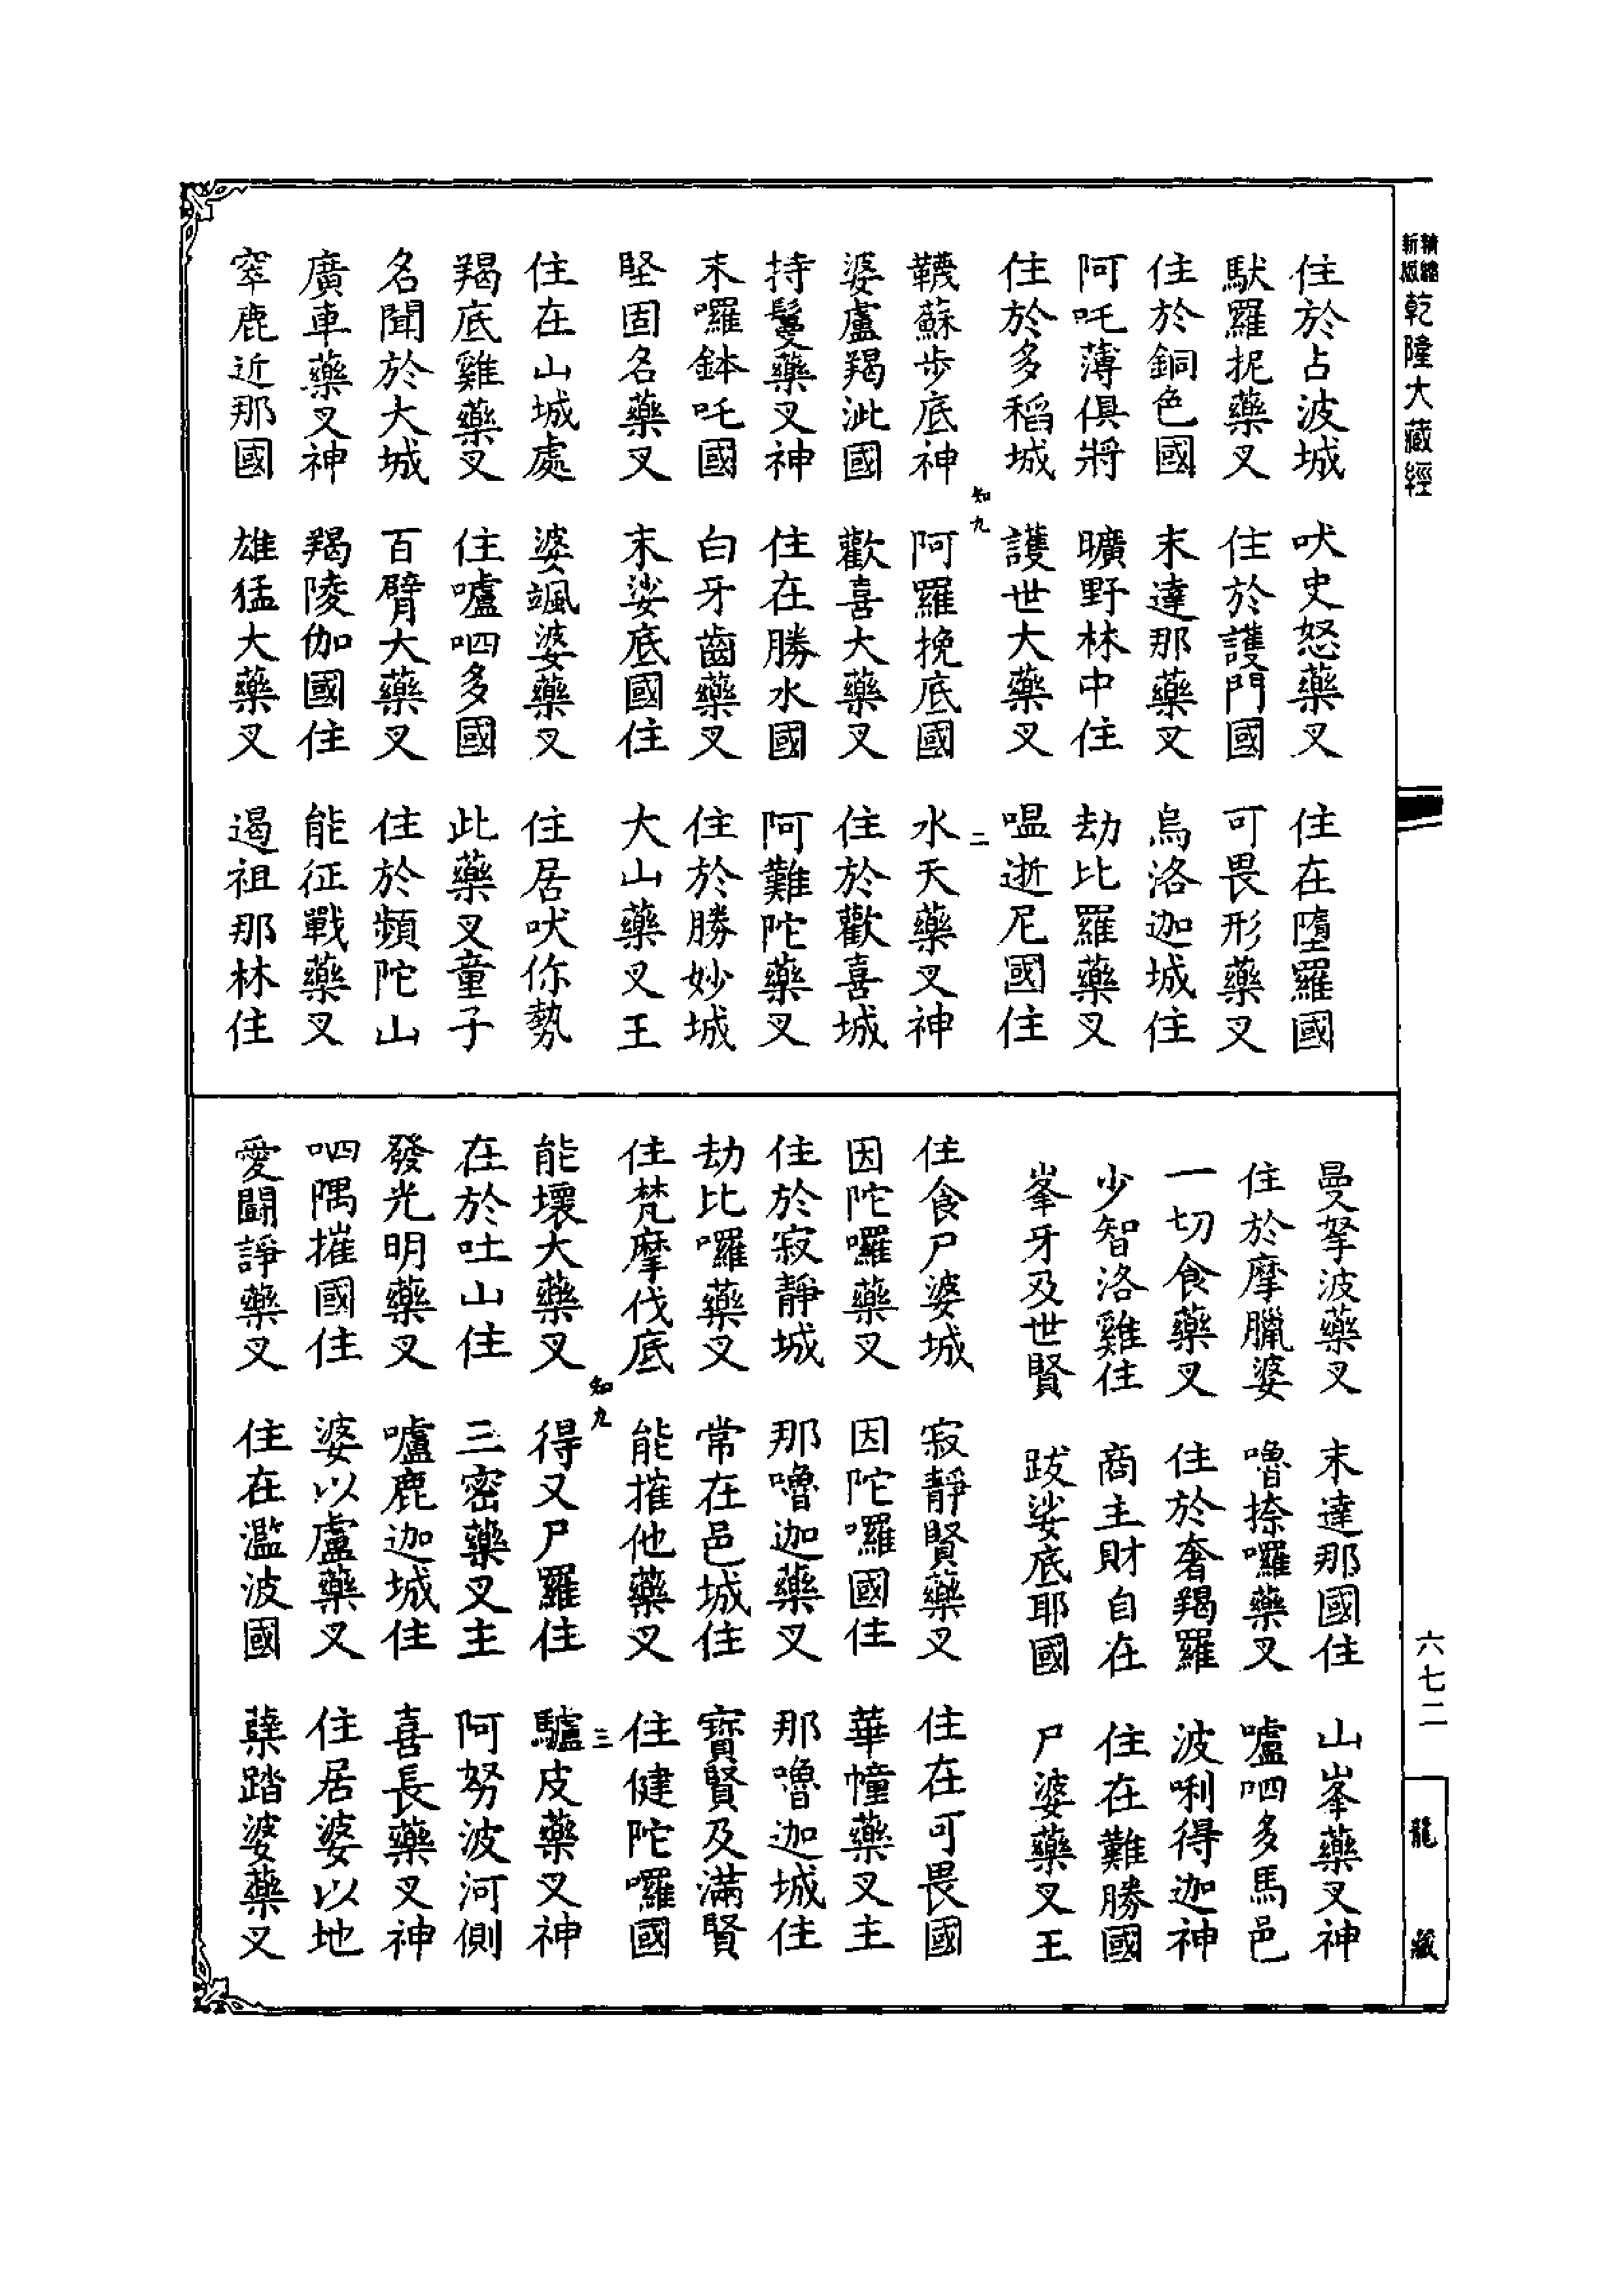 新精
版縮
乾隆大藏經
住於占波城　吠史怒藥叉　住在墮羅國
馱羅抳藥叉　住於護門國　可畏形藥叉
住於銅色國　末達那藥叉　烏洛迦城住
阿吒薄俱將　曠野林中住　劫比羅藥叉
住於多稻城　護世大藥叉　嗢逝尼國住
知九　二
韈蘇步底神　阿羅挽底國　水天藥叉神
婆盧羯泚國　歡喜大藥叉　住於歡喜城
持鬘藥叉神　住在勝水國　阿難陀藥叉
末囉鉢吒國　白牙齒藥叉　住於勝妙城
堅固名藥叉　末娑底國住　大山藥叉王
住在山城處　婆颯婆藥叉　住居吠你勢
羯底雞藥叉　住嚧呬多國　此藥叉童子
名聞於大城　百臂大藥叉　住於頻陀山
廣車藥叉神　羯陵伽國住　能征戰藥叉
窣鹿近那國　雄猛大藥叉　遏祖那林住
曼拏波藥叉　末達那國住　山峯藥叉神
住於摩臘婆　嚕捺囉藥叉　嚧呬多馬邑
一切食藥叉　住於奢羯羅　波唎得迦神
少智洛雞住　商主財自在　住在難勝國
峯牙及世賢　跋娑底耶國　尸婆藥叉王
住食尸婆城　寂靜賢藥叉　住在可畏國
因陀囉藥叉　因陀囉國住　華幢藥叉主
住於寂靜城　那嚕迦藥叉　那嚕迦城住
劫比囉藥叉　常在邑城住　寶賢及滿賢
住梵摩伐底　能摧他藥叉　住健陀囉國
知九　三
能壞大藥叉　得叉尸羅住　驢皮藥叉神
在於吐山住　三密藥叉主　阿努波河側
發光明藥叉　嚧鹿迦城住　喜長藥叉神
呬隅摧國住　婆以盧藥叉　住居婆以地
愛鬪諍藥叉　住在濫波國　蘖踏婆藥叉
六七二
龍藏